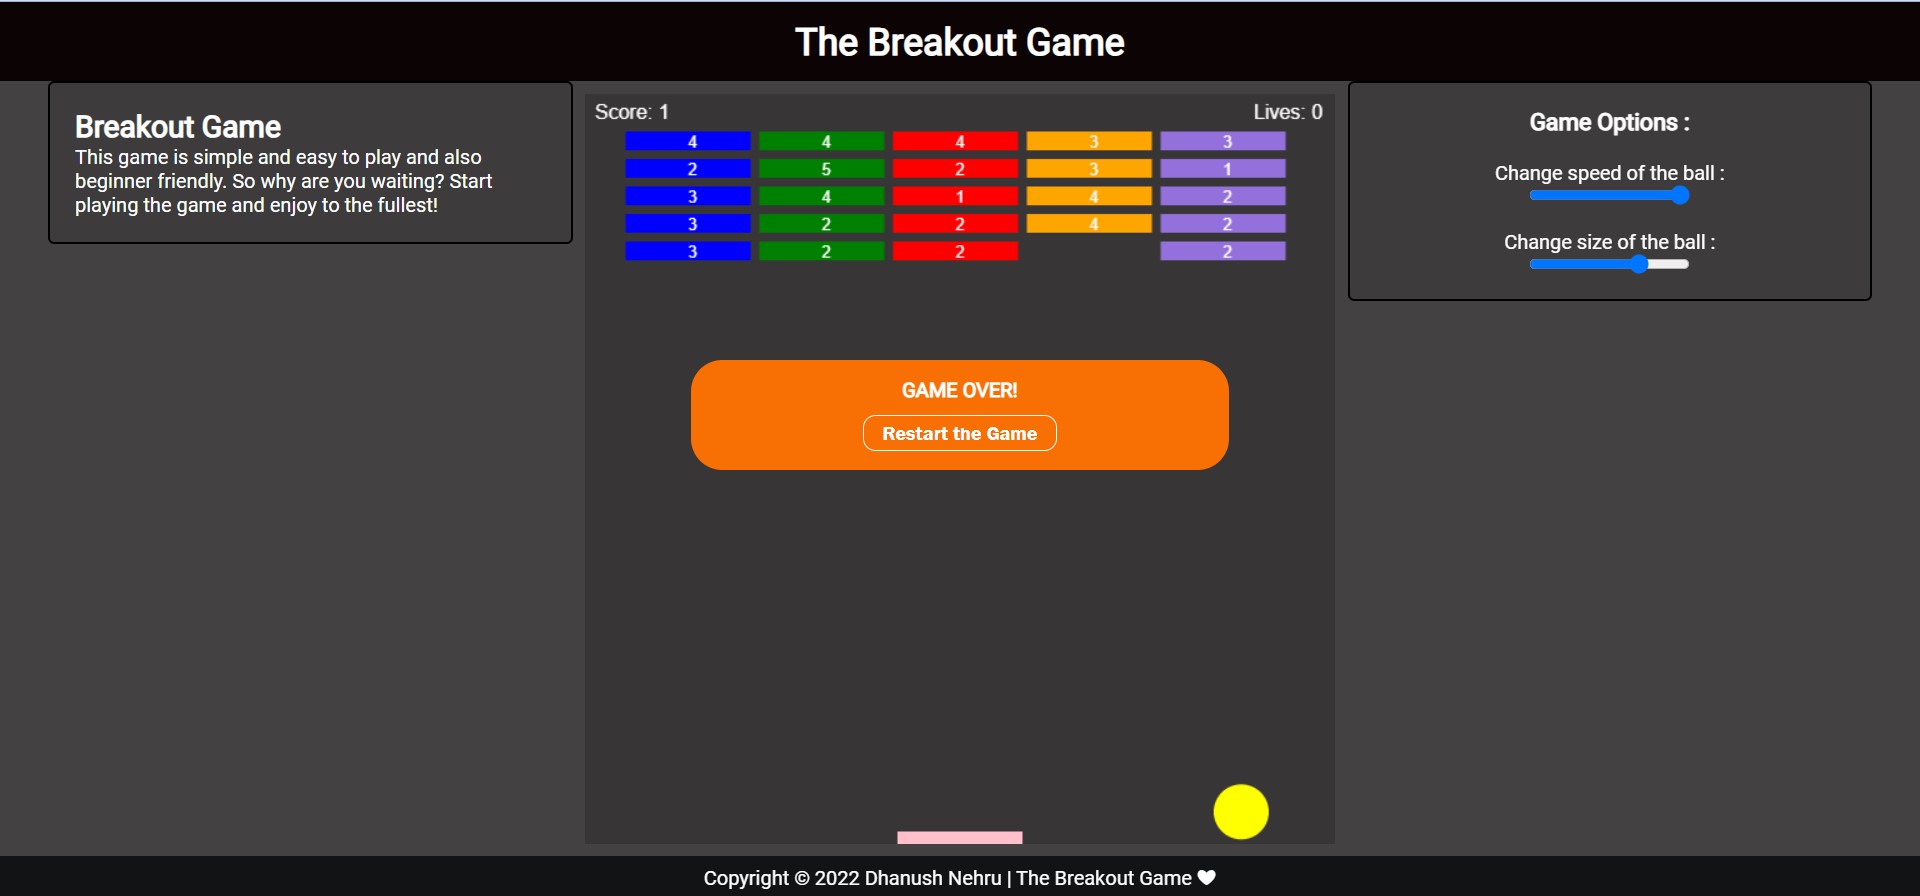 The Breakout Game
Breakout Game
This game is simple and easy to play and also
beginner friendly. So why are you waiting? Start
playing the game and enjoy to the fullest!
Score: 1
Lives: 0
4 4 4 3 3
2 5 2 3 1
3 4 1 4 2
3 2 2 4 2
3 2 2 2
GAME OVER!
Restart the Game
Game Options :
Change speed of the ball :
Change size of the ball :
Copyright © 2022 Dhanush Nehru | The Breakout Game